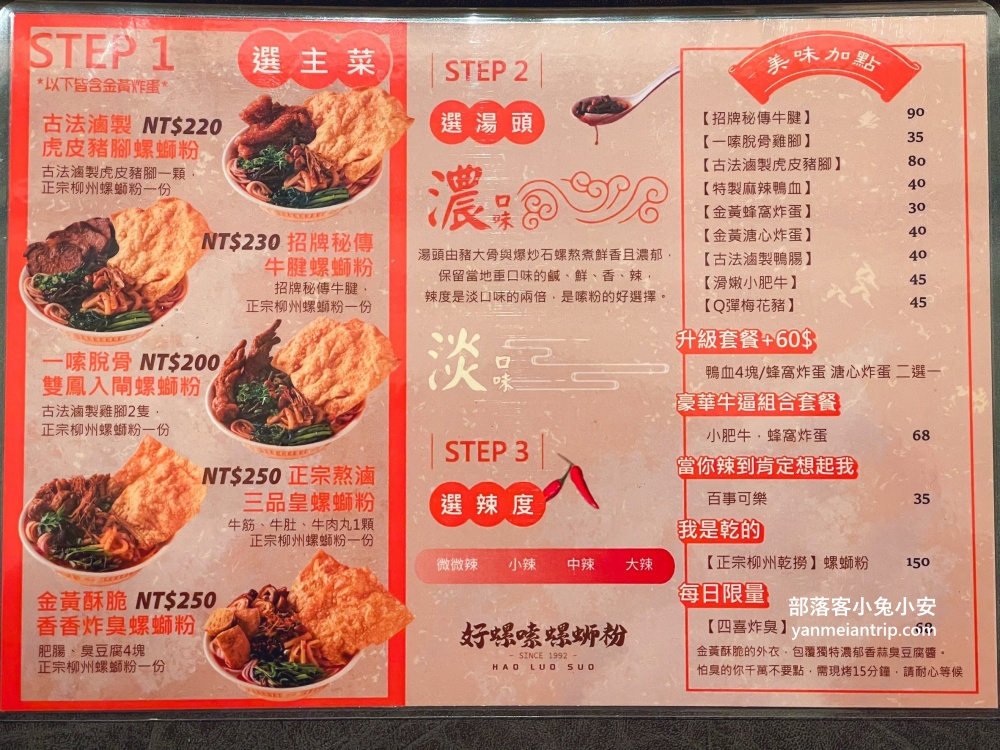 STEP 1
選主菜
*以下皆含金黃炸蛋*
古法滷製 NT$220
虎皮豬腳螺螄粉
古法滷製虎皮豬腳一顆，
正宗柳州螺螄粉一份
NT$230 招牌秘傳
牛腱螺螄粉
招牌秘傳牛腱，
正宗柳州螺螄粉一份
一嗦脫骨 NT$200
雙鳳入閘螺螄粉
古法滷製雞腳2隻，
正宗柳州螺螄粉一份
NT$250 正宗熬滷
三品皇螺螄粉
牛筋、牛肚、牛肉丸1顆
正宗柳州螺螄粉一份
金黃酥脆 NT$250
香香炸臭螺螄粉
肥腸、臭豆腐4塊
正宗柳州螺螄粉一份
STEP 2
選湯頭
濃口味
湯頭由豬大骨與爆炒石螺熬煮鮮香且濃郁，
保留當地重口味的鹹、鮮、香、辣，
辣度是淡口味的兩倍，是嗦粉的好選擇。
淡口味
STEP 3
選辣度
微微辣 小辣 中辣 大辣
好螺嗦螺螄粉
- SINCE 1992 -
HAO LUO SUO
美味加點
【招牌秘傳牛腱】 90
【一嗦脫骨雞腳】 35
【古法滷製虎皮豬腳】 80
【特製麻辣鴨血】 40
【金黃蜂窩炸蛋】 30
【金黃溏心炸蛋】 40
【古法滷製鴨腸】 40
【滑嫩小肥牛】 45
【Q彈梅花豬】 45
升級套餐+60$
鴨血4塊/蜂窩炸蛋 溏心炸蛋 二選一
豪華牛逼組合套餐
小肥牛．蜂窩炸蛋 68
當你辣到肯定想起我
百事可樂 35
我是乾的
【正宗柳州乾撈】螺螄粉 150
每日限量
【四喜炸臭】 68
金黃酥脆的外衣，包覆獨特濃郁香蒜臭豆腐醬。
怕臭的你千萬不要點，需現烤15分鐘，請耐心等候
部落客小兔小安
yanmeiantrip.com